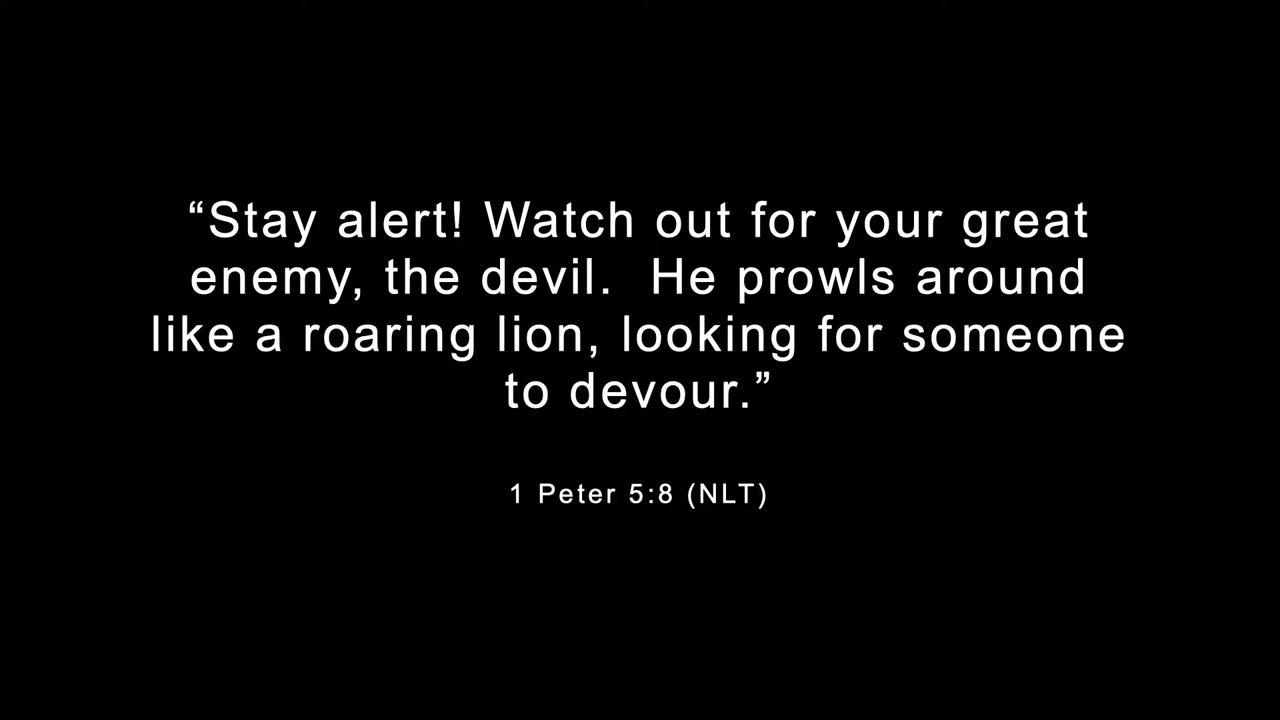 “Stay alert! Watch out for your great
enemy, the devil.  He prowls around
like a roaring lion, looking for someone
to devour.”
1 Peter 5:8 (NLT)